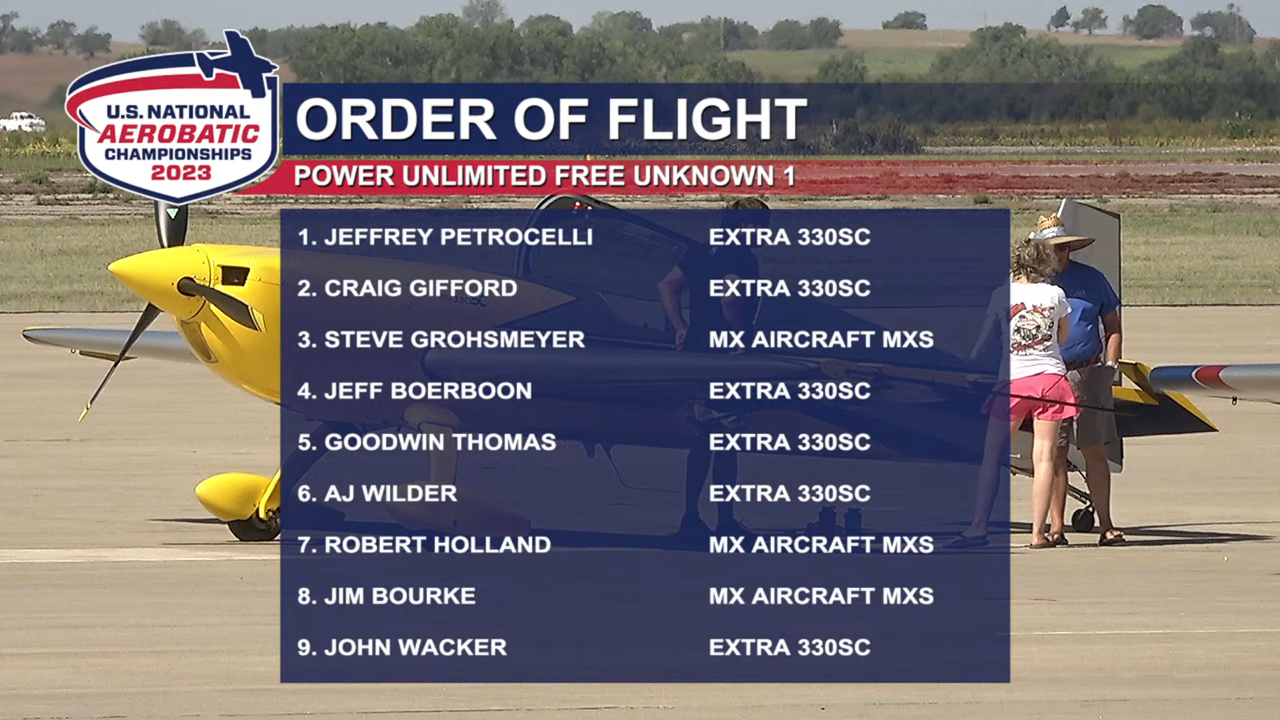 U.S. NATIONAL
AEROBATIC
CHAMPIONSHIPS
2023
ORDER OF FLIGHT
POWER UNLIMITED FREE UNKNOWN 1
1. JEFFREY PETROCELLI EXTRA 330SC
2. CRAIG GIFFORD EXTRA 330SC
3. STEVE GROHSMEYER MX AIRCRAFT MXS
4. JEFF BOERBOON EXTRA 330SC
5. GOODWIN THOMAS EXTRA 330SC
6. AJ WILDER EXTRA 330SC
7. ROBERT HOLLAND MX AIRCRAFT MXS
8. JIM BOURKE MX AIRCRAFT MXS
9. JOHN WACKER EXTRA 330SC